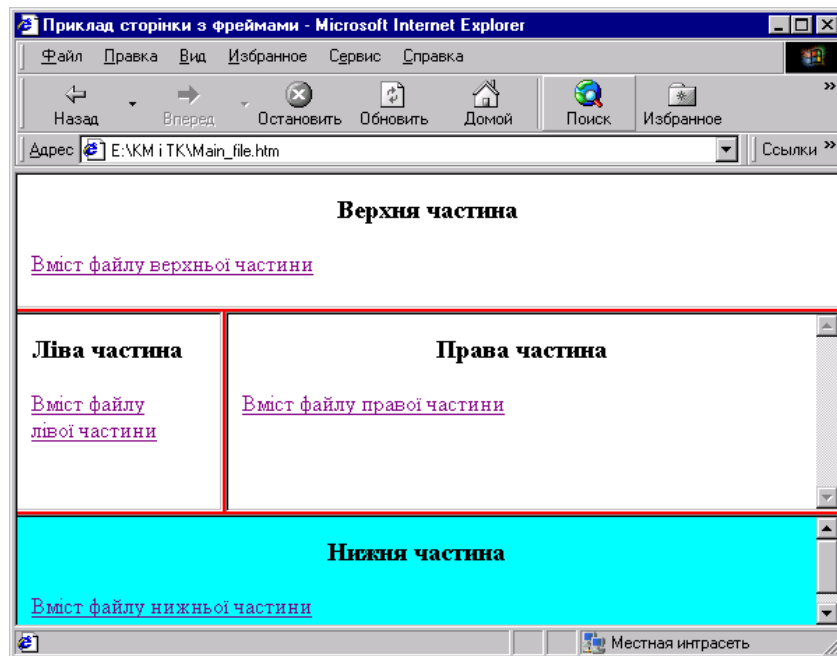 Приклад сторінки з фреймами - Microsoft Internet Explorer
Файл Правка Вид Избранное Сервис Справка
Назад Вперед Остановить Обновить Домой Поиск Избранное »
Адрес E:\KM i TK\Main_file.htm Ссылки »
Верхня частина
Вміст файлу верхньої частини
Ліва частина
Вміст файлу
лівої частини
Права частина
Вміст файлу правої частини
Нижня частина
Вміст файлу нижньої частини
Местная интрасеть